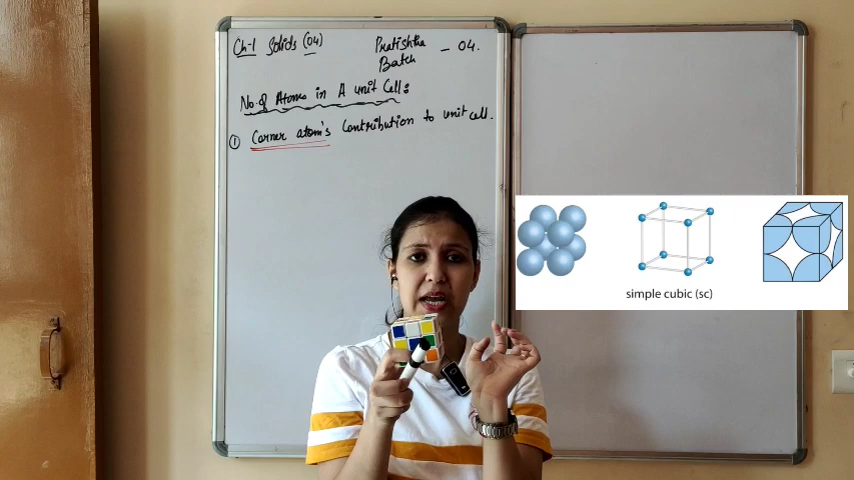 Ch-1 Solids (04)
Pratishtha
Batch - 04.
No. of Atoms in A unit Cell:
① Corner atom's Contribution to unit cell.
simple cubic (sc)